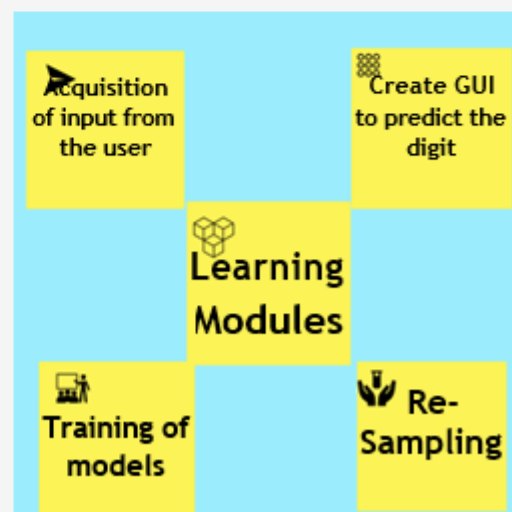 Acquisition
of input from
the user
Create GUI
to predict the
digit
Learning
Modules
Training of
models
Re-
Sampling